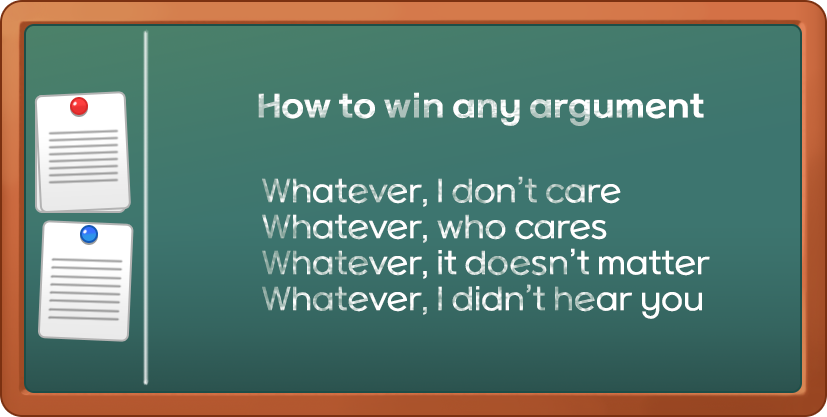 How to win any argument
Whatever, I don't care
Whatever, who cares
Whatever, it doesn't matter
Whatever, I didn't hear you